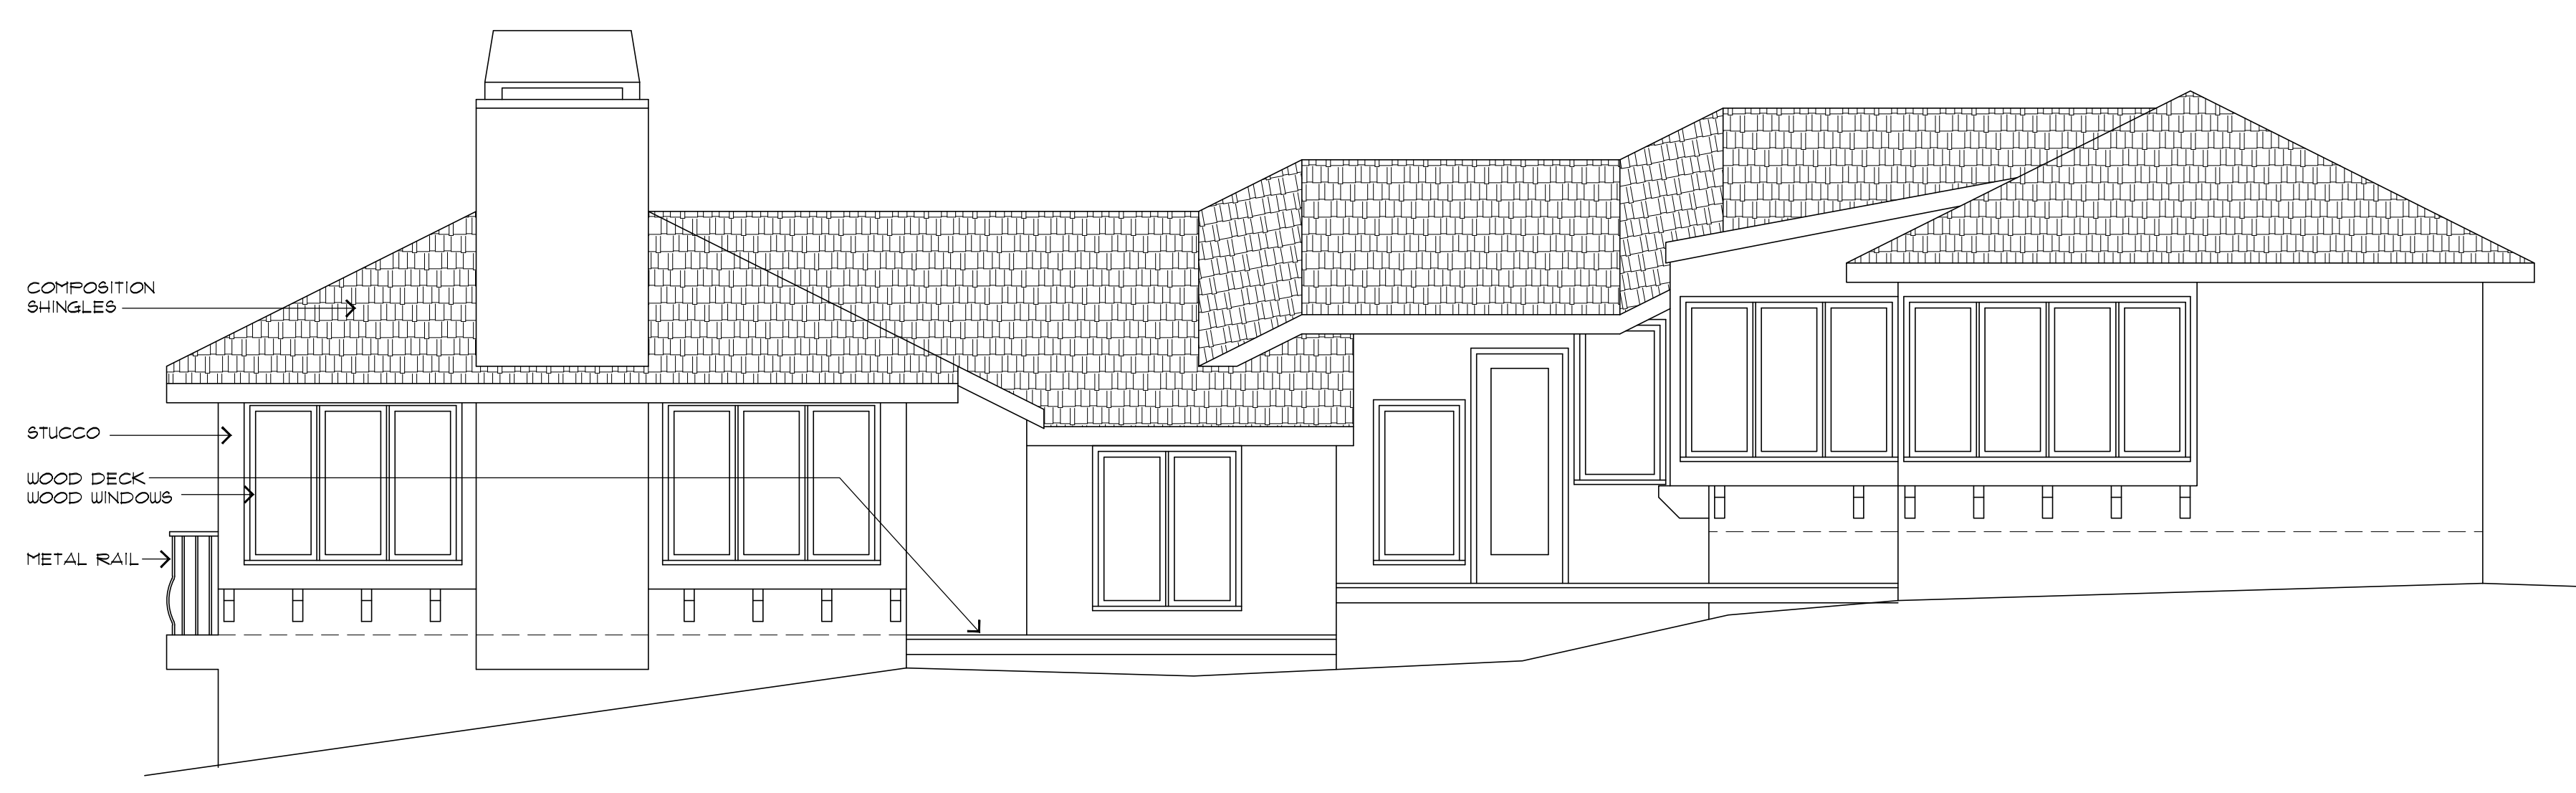 COMPOSITION
SHINGLES
STUCCO
WOOD DECK
WOOD WINDOWS
METAL RAIL